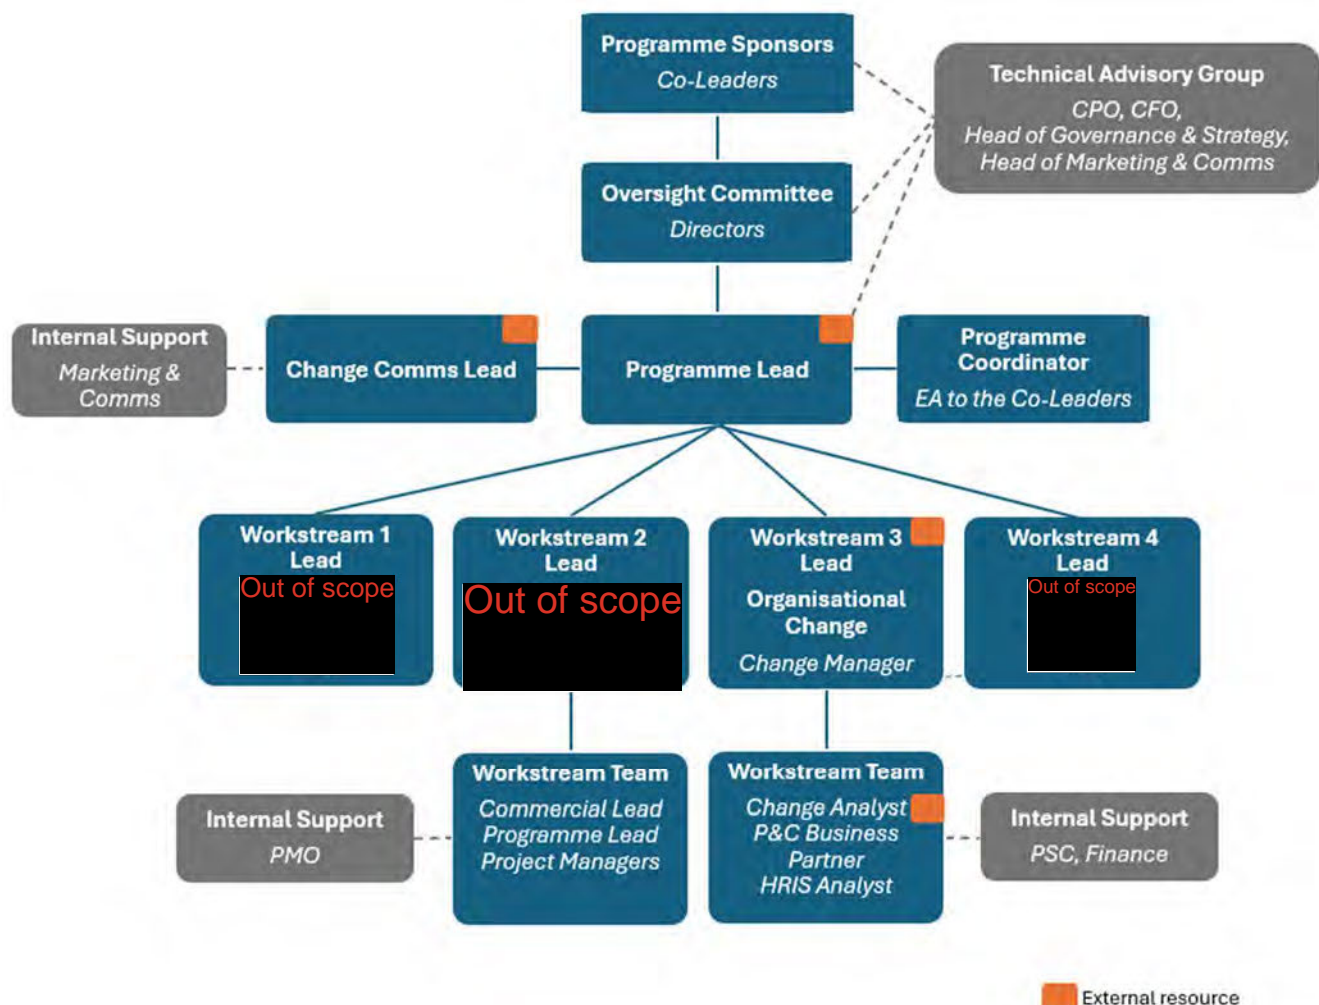 Programme Sponsors
Co-Leaders
Technical Advisory Group
CPO, CFO,
Head of Governance & Strategy,
Head of Marketing & Comms
Oversight Committee
Directors
Internal Support
Marketing &
Comms
Change Comms Lead
Programme Lead
Programme
Coordinator
EA to the Co-Leaders
Workstream 1
Lead
Out of scope
Workstream 2
Lead
Out of scope
Workstream 3
Lead
Organisational
Change
Change Manager
Workstream 4
Lead
Out of scope
Internal Support
PMO
Workstream Team
Commercial Lead
Programme Lead
Project Managers
Workstream Team
Change Analyst
P&C Business
Partner
HRIS Analyst
Internal Support
PSC, Finance
External resource